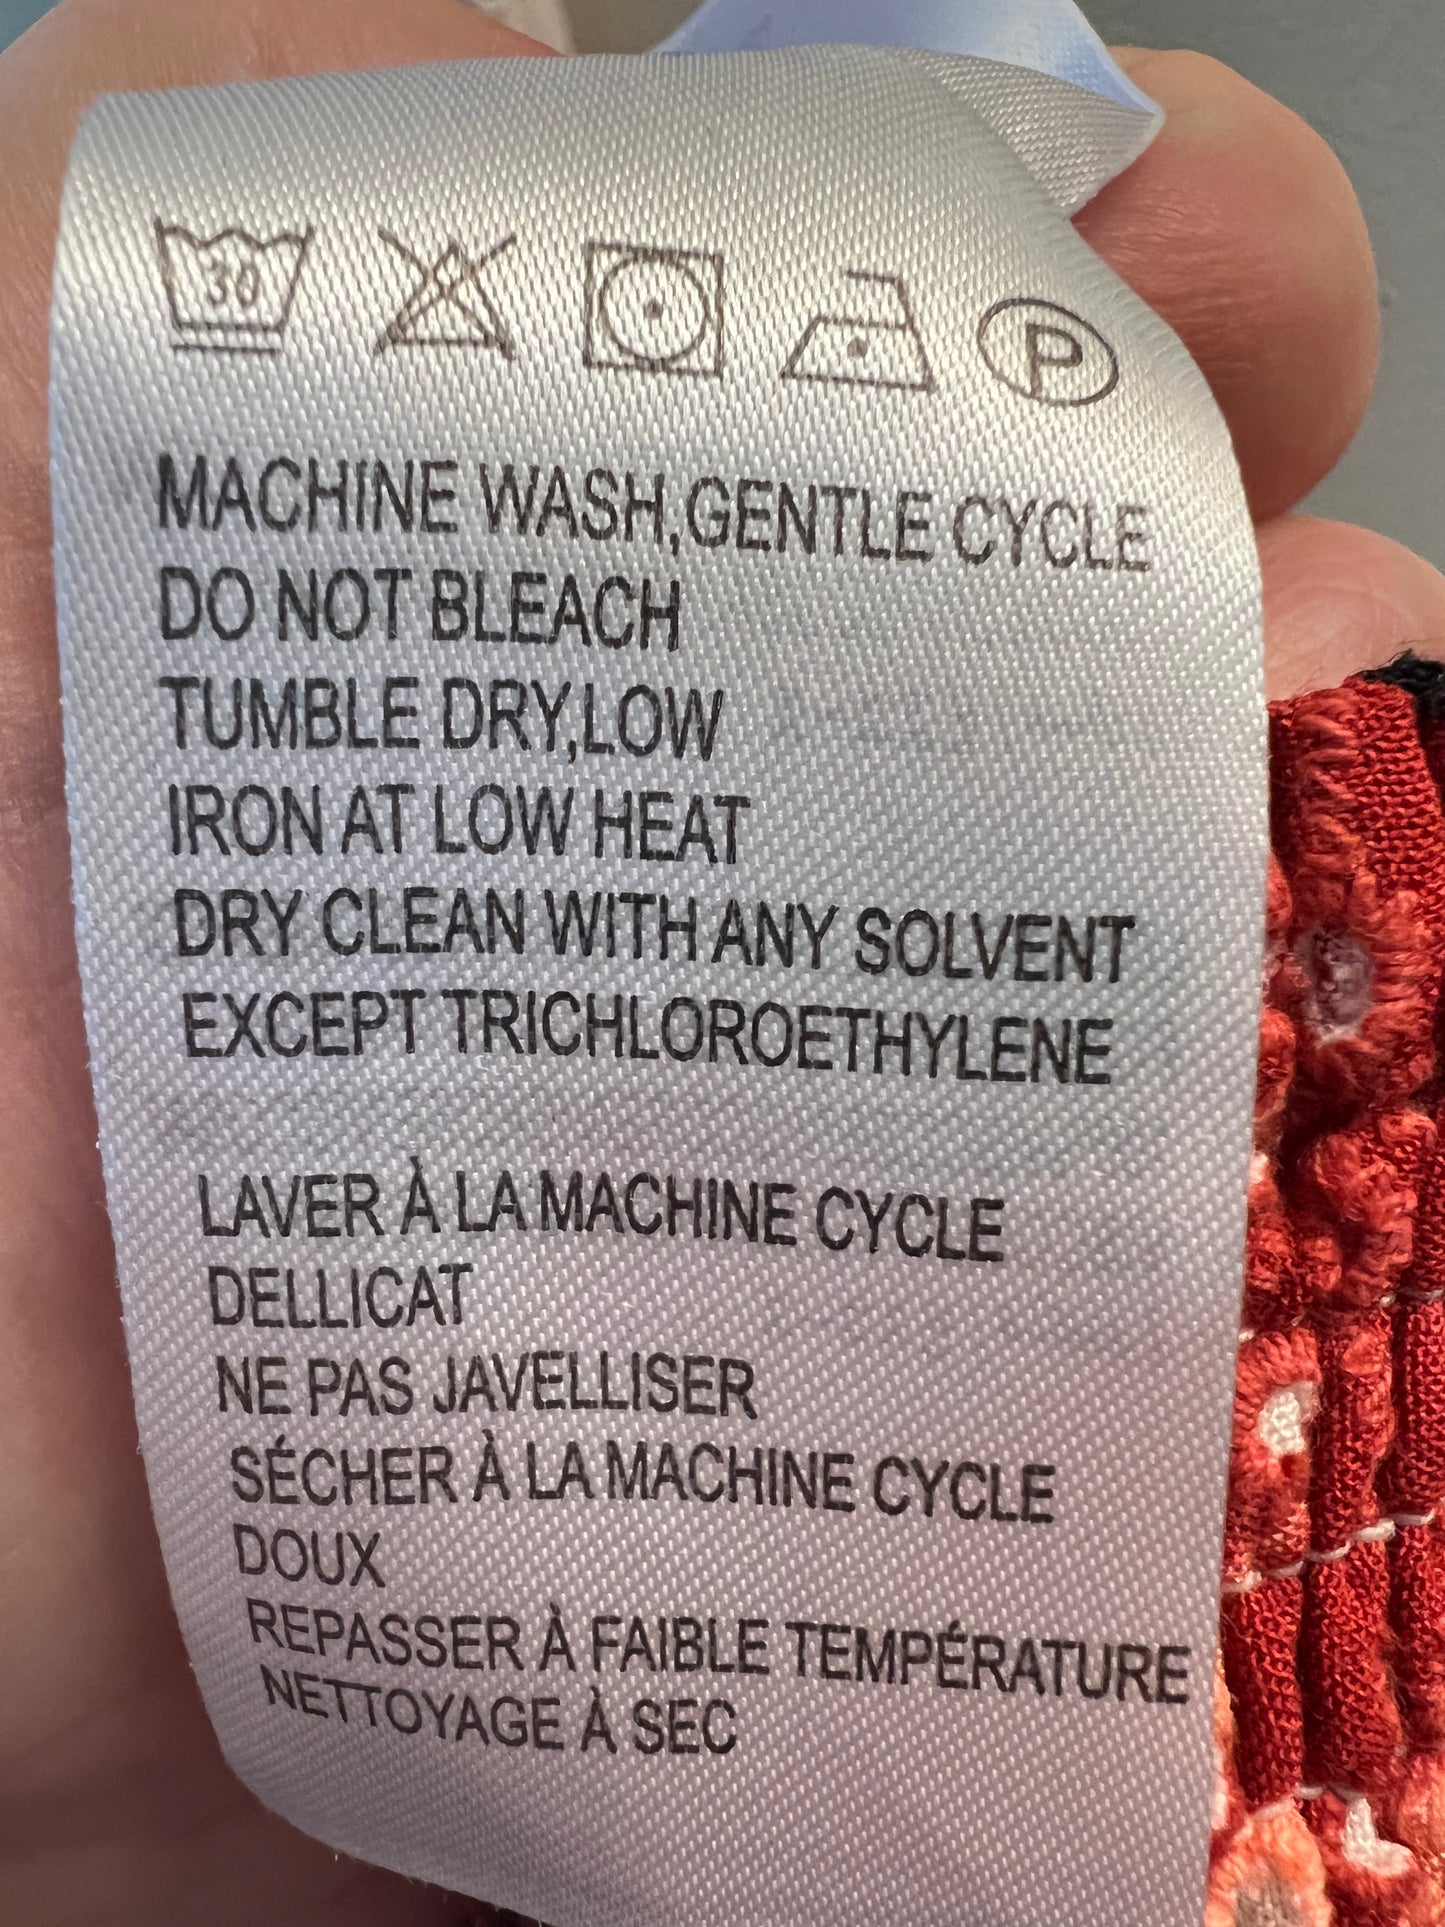 30
P
MACHINE WASH,GENTLE CYCLE
DO NOT BLEACH
TUMBLE DRY,LOW
IRON AT LOW HEAT
DRY CLEAN WITH ANY SOLVENT
EXCEPT TRICHLOROETHYLENE
LAVER À LA MACHINE CYCLE
DELLICAT
NE PAS JAVELLISER
SÉCHER À LA MACHINE CYCLE
DOUX
REPASSER À FAIBLE TEMPÉRATURE
NETTOYAGE À SEC